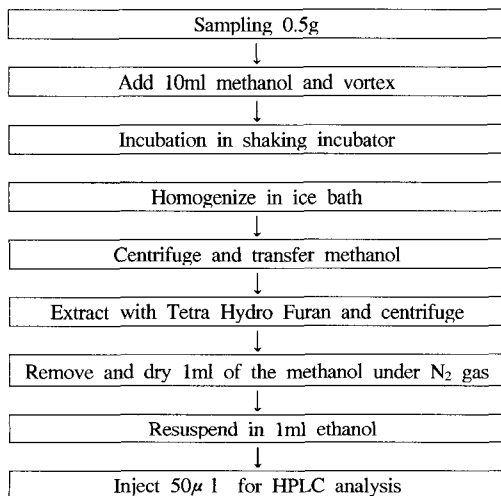 Sampling 0.5g
Add 10ml methanol and vortex
Incubation in shaking incubator
Homogenize in ice bath
Centrifuge and transfer methanol
Extract with Tetra Hydro Furan and centrifuge
Remove and dry 1ml of the methanol under N₂ gas
Resuspend in 1ml ethanol
Inject 50μl for HPLC analysis